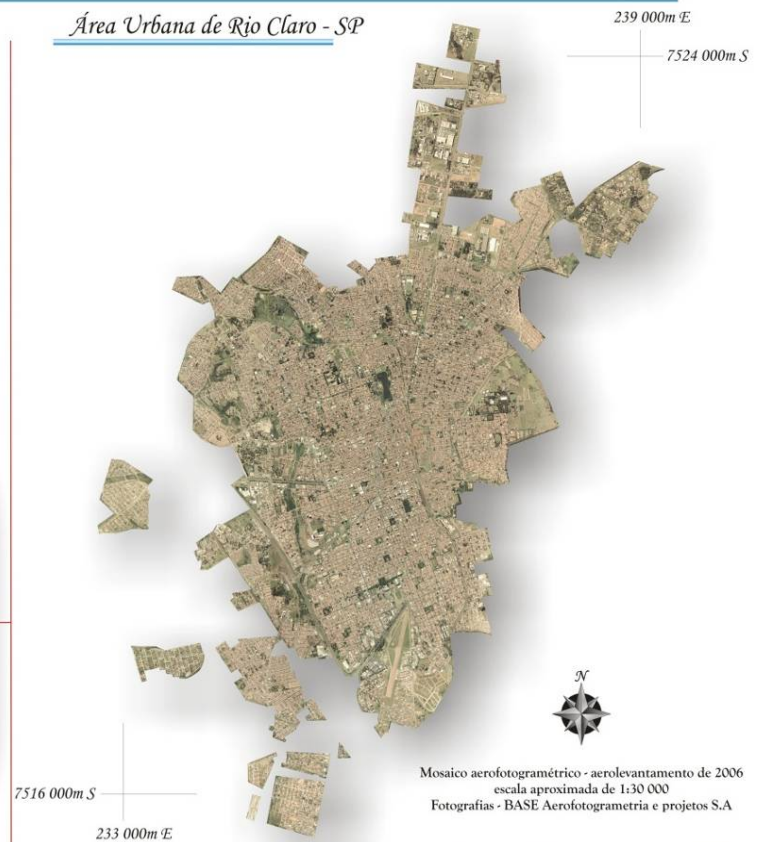 Área Urbana de Rio Claro - SP
239 000m E
7524 000m S
N
Mosaico aerofotogramétrico - aerolevantamento de 2006
escala aproximada de 1:30 000
Fotografias - BASE Aerofotogrametria e projetos S.A
7516 000m S
233 000m E